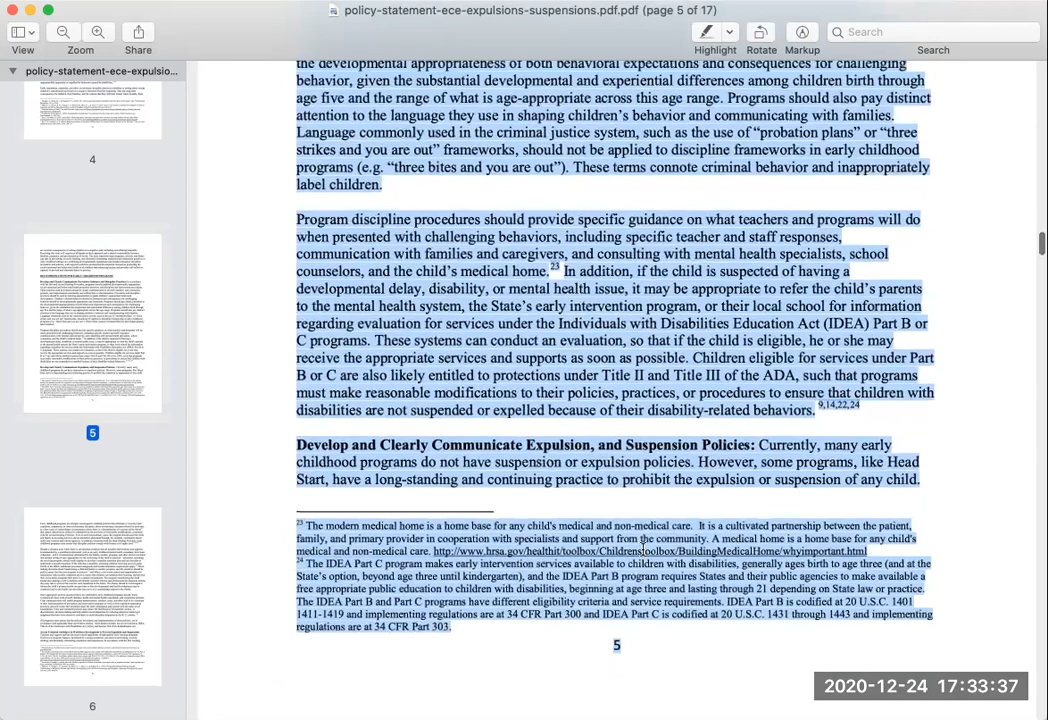 policy-statement-ece-expulsions-suspensions.pdf.pdf (page 5 of 17)
View
Zoom
Share
Highlight
Rotate
Markup
Search
Search
policy-statement-ece-expulsio...
4
5
6
the developmental appropriateness of both behavioral expectations and consequences for challenging
behavior, given the substantial developmental and experiential differences among children birth through
age five and the range of what is age-appropriate across this age range. Programs should also pay distinct
attention to the language they use in shaping children's behavior and communicating with families.
Language commonly used in the criminal justice system, such as the use of “probation plans” or “three
strikes and you are out” frameworks, should not be applied to discipline frameworks in early childhood
programs (e.g. “three bites and you are out”). These terms connote criminal behavior and inappropriately
label children.
Program discipline procedures should provide specific guidance on what teachers and programs will do
when presented with challenging behaviors, including specific teacher and staff responses,
communication with families and caregivers, and consulting with mental health specialists, school
counselors, and the child's medical home.23 In addition, if the child is suspected of having a
developmental delay, disability, or mental health issue, it may be appropriate to refer the child's parents
to the mental health system, the local early intervention program, or the local school for information
regarding evaluation for services under the Individuals with Disabilities Education Act (IDEA) Part B or
C programs. These systems can conduct an evaluation, so that if the child is eligible, he or she may
receive the appropriate services and supports as soon as possible. Children eligible for services under Part
B or C are also likely entitled to protections under Title II and Title III of the ADA, such that programs
must make reasonable modifications to their policies, practices, or procedures to ensure that children with
disabilities are not suspended or expelled because of their disability-related behaviors. 9,14,22,24
Develop and Clearly Communicate Expulsion, and Suspension Policies: Currently, many early
childhood programs do not have suspension or expulsion policies. However, some programs, like Head
Start, have a long-standing and continuing practice to prohibit the expulsion or suspension of any child.
23 The modern medical home is a home base for any child's medical and non-medical care. It is a cultivated partnership between the patient,
family, and primary provider in cooperation with specialists and support from the community. A medical home is a home base for any child's
medical and non-medical care. http://www.hrsa.gov/healthit/toolbox/Childrenstoolbox/BuildingMedicalHome/whyimportant.html
24 The IDEA Part C program makes early intervention services available to children with disabilities, generally ages birth to age three (and at the
State's option, beyond age three until kindergarten), and the IDEA Part B program requires States and their public agencies to make available a
free appropriate public education to children with disabilities, beginning at age three and lasting through 21 depending on State law or practice.
The IDEA Part B and Part C programs have different eligibility criteria and service requirements. IDEA Part B is codified at 20 U.S.C. 1401
1411-1419 and implementing regulations are at 34 CFR Part 300 and IDEA Part C is codified at 20 U.S.C. 1431 through 1443 and implementing
regulations are at 34 CFR Part 303.
5
2020-12-24 17:33:37